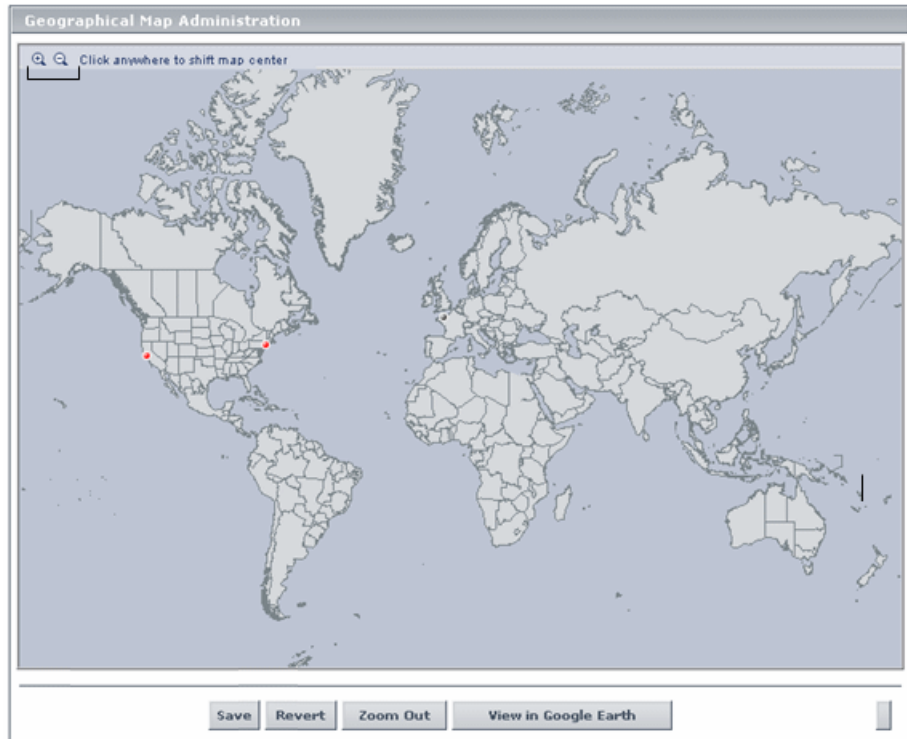 Geographical Map Administration
Click anywhere to shift map center
Save
Revert
Zoom Out
View in Google Earth